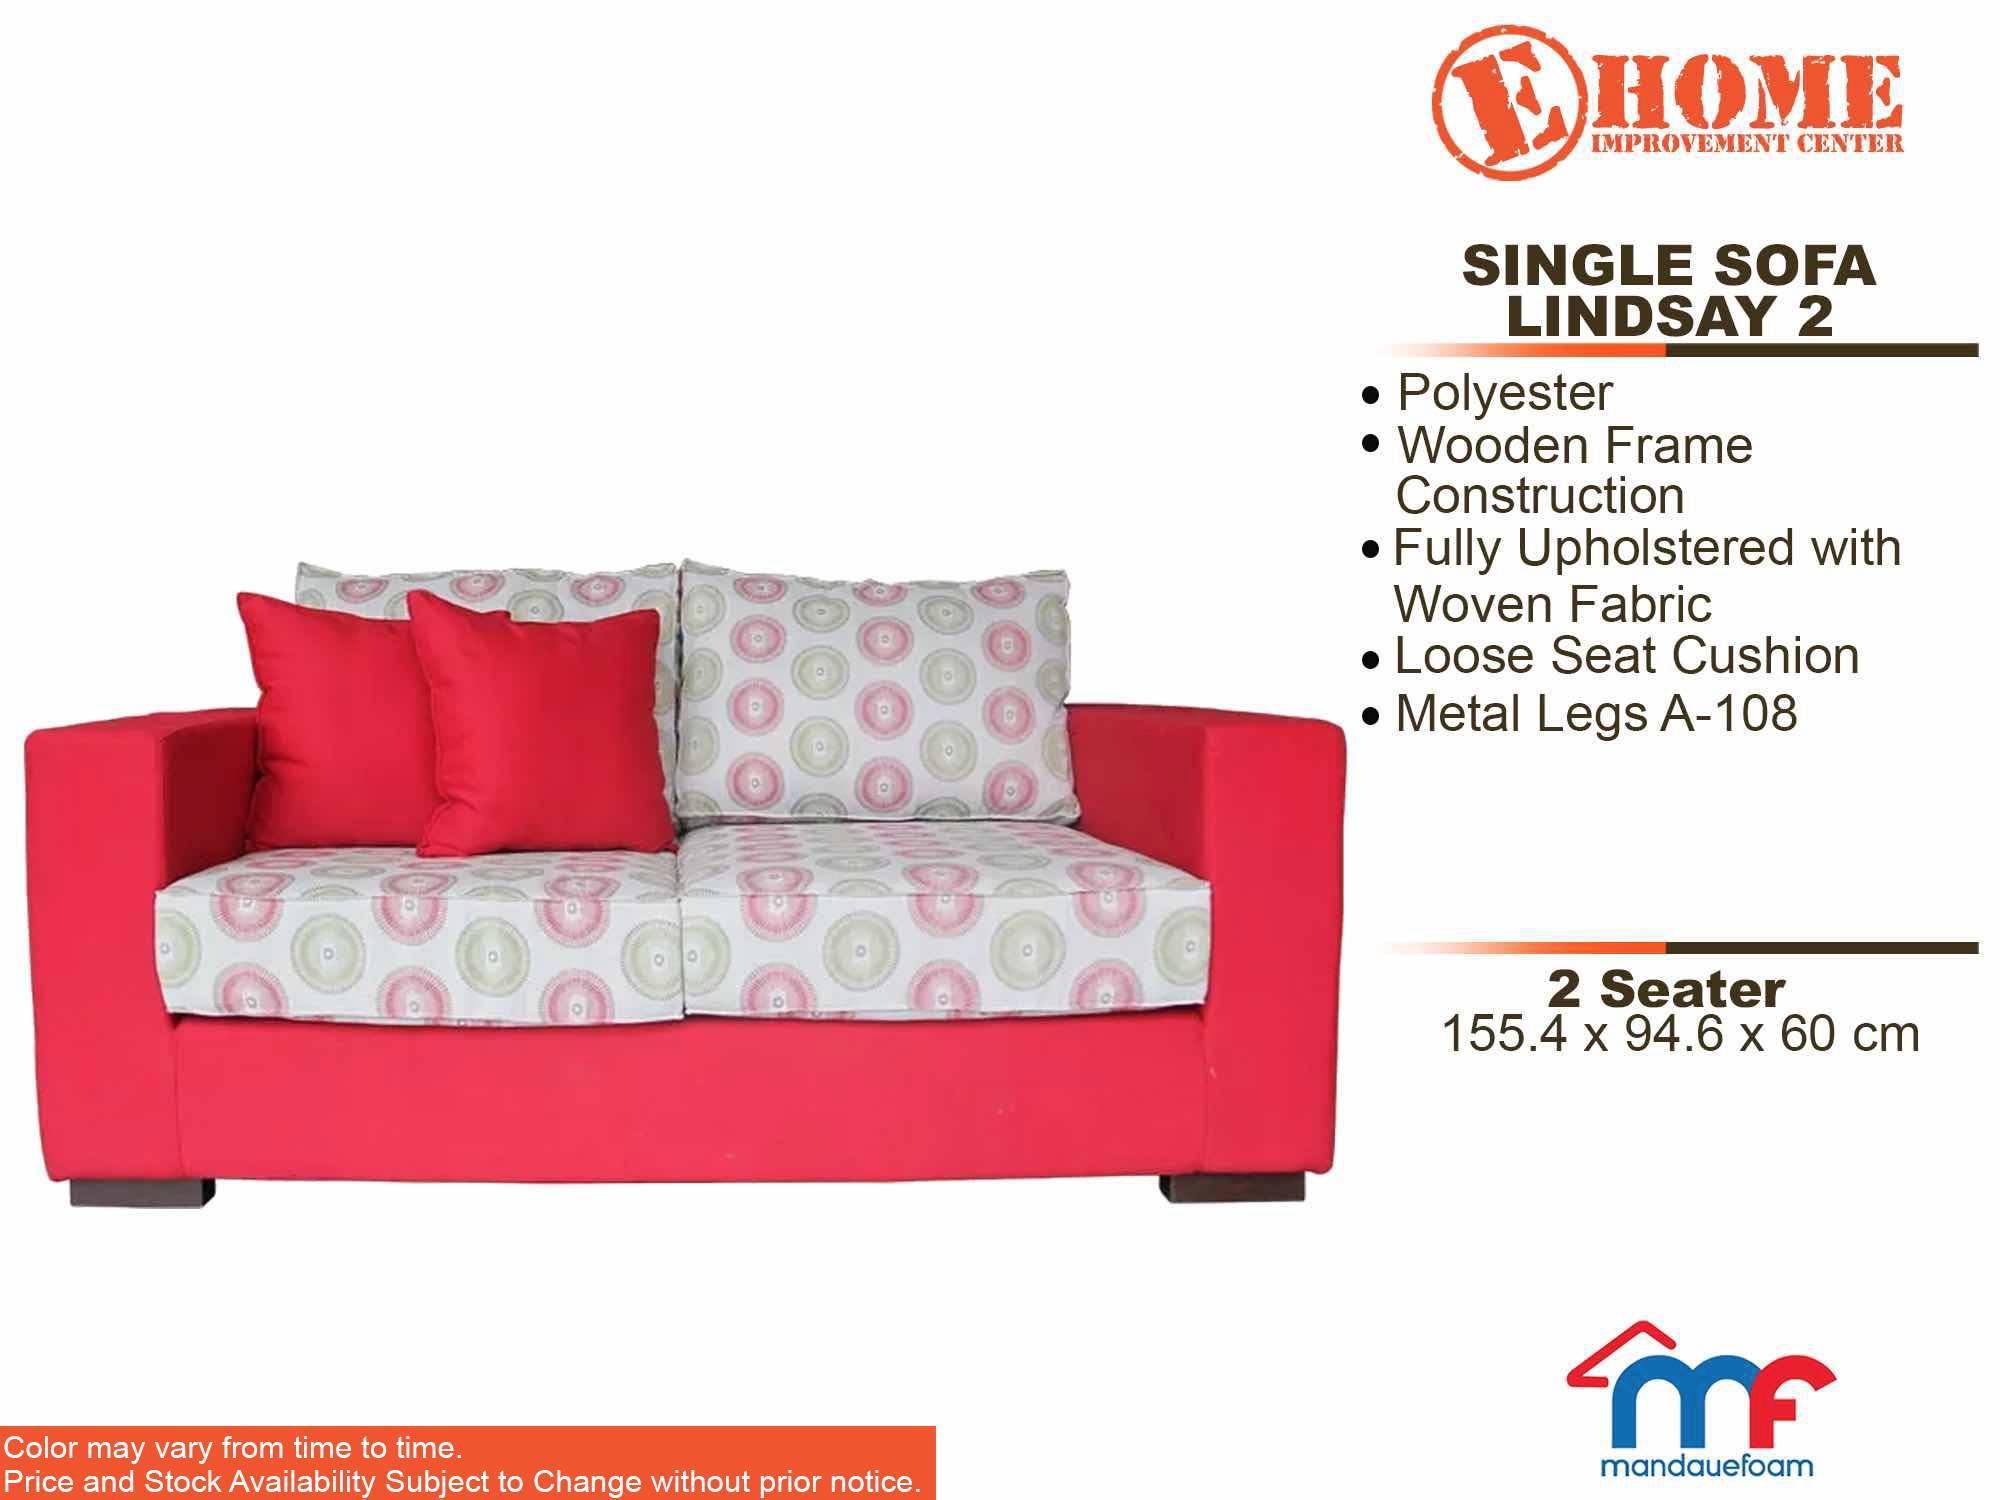 E HOME
IMPROVEMENT CENTER
SINGLE SOFA
LINDSAY 2
• Polyester
• Wooden Frame
Construction
• Fully Upholstered with
Woven Fabric
• Loose Seat Cushion
• Metal Legs A-108
2 Seater
155.4 x 94.6 x 60 cm
mf
mandauefoam
Color may vary from time to time.
Price and Stock Availability Subject to Change without prior notice.